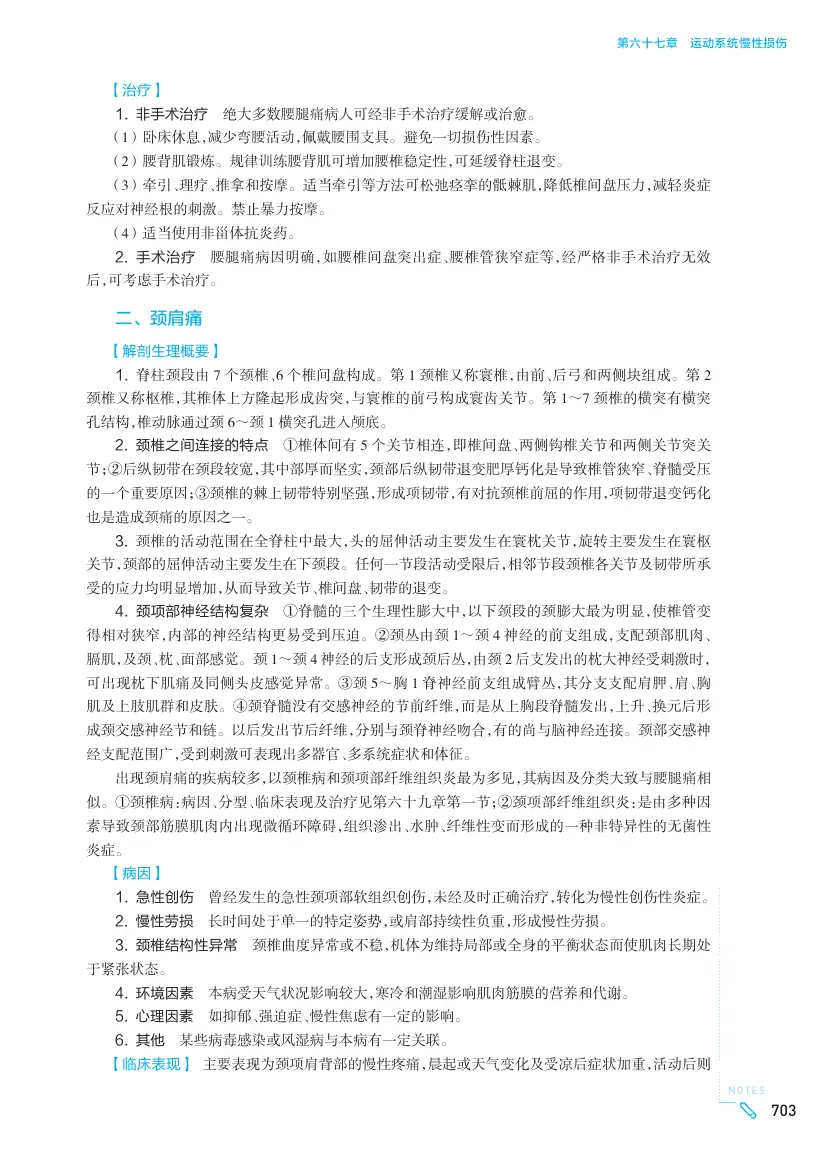 第六十七章 运动系统慢性损伤
【治疗】
1. 非手术治疗 绝大多数腰腿痛病人可经非手术治疗缓解或治愈。
（1）卧床休息,减少弯腰活动,佩戴腰围支具。避免一切损伤性因素。
（2）腰背肌锻炼。规律训练腰背肌可增加腰椎稳定性,可延缓脊柱退变。
（3）牵引、理疗、推拿和按摩。适当牵引等方法可松弛痉挛的骶棘肌,降低椎间盘压力,减轻炎症
反应对神经根的刺激。禁止暴力按摩。
（4）适当使用非甾体抗炎药。
2. 手术治疗 腰腿痛病因明确,如腰椎间盘突出症、腰椎管狭窄症等,经严格非手术治疗无效
后,可考虑手术治疗。
二、颈肩痛
【解剖生理概要】
1. 脊柱颈段由 7 个颈椎、6 个椎间盘构成。第 1 颈椎又称寰椎,由前、后弓和两侧块组成。第 2
颈椎又称枢椎,其椎体上方隆起形成齿突,与寰椎的前弓构成寰齿关节。第 1～7 颈椎的横突有横突
孔结构,椎动脉通过颈 6～颈 1 横突孔进入颅底。
2. 颈椎之间连接的特点 ①椎体间有 5 个关节相连,即椎间盘、两侧钩椎关节和两侧关节突关
节;②后纵韧带在颈段较宽,其中部厚而坚实,颈部后纵韧带退变肥厚钙化是导致椎管狭窄、脊髓受压
的一个重要原因;③颈椎的棘上韧带特别坚强,形成项韧带,有对抗颈椎前屈的作用,项韧带退变钙化
也是造成颈痛的原因之一。
3. 颈椎的活动范围在全脊柱中最大,头的屈伸活动主要发生在寰枕关节,旋转主要发生在寰枢
关节,颈部的屈伸活动主要发生在下颈段。任何一节段活动受限后,相邻节段颈椎各关节及韧带所承
受的应力均明显增加,从而导致关节、椎间盘、韧带的退变。
4. 颈项部神经结构复杂 ①脊髓的三个生理性膨大中,以下颈段的颈膨大最为明显,使椎管变
得相对狭窄,内部的神经结构更易受到压迫。②颈丛由颈 1～颈 4 神经的前支组成,支配颈部肌肉、
膈肌,及颈、枕、面部感觉。颈 1～颈 4 神经的后支形成颈后丛,由颈 2 后支发出的枕大神经受刺激时,
可出现枕下肌痛及同侧头皮感觉异常。③颈 5～胸 1 脊神经前支组成臂丛,其分支支配肩胛、肩、胸
肌及上肢肌群和皮肤。④颈脊髓没有交感神经的节前纤维,而是从上胸段脊髓发出,上升、换元后形
成颈交感神经节和链。以后发出节后纤维,分别与颈脊神经吻合,有的尚与脑神经连接。颈部交感神
经支配范围广,受到刺激可表现出多器官、多系统症状和体征。
出现颈肩痛的疾病较多,以颈椎病和颈项部纤维组织炎最为多见,其病因及分类大致与腰腿痛相
似。①颈椎病:病因、分型、临床表现及治疗见第六十九章第一节;②颈项部纤维组织炎:是由多种因
素导致颈部筋膜肌肉内出现微循环障碍,组织渗出、水肿、纤维性变而形成的一种非特异性的无菌性
炎症。
【病因】
1. 急性创伤 曾经发生的急性颈项部软组织创伤,未经及时正确治疗,转化为慢性创伤性炎症。
2. 慢性劳损 长时间处于单一的特定姿势,或肩部持续性负重,形成慢性劳损。
3. 颈椎结构性异常 颈椎曲度异常或不稳,机体为维持局部或全身的平衡状态而使肌肉长期处
于紧张状态。
4. 环境因素 本病受天气状况影响较大,寒冷和潮湿影响肌肉筋膜的营养和代谢。
5. 心理因素 如抑郁、强迫症、慢性焦虑有一定的影响。
6. 其他 某些病毒感染或风湿病与本病有一定关联。
【临床表现】 主要表现为颈项肩背部的慢性疼痛,晨起或天气变化及受凉后症状加重,活动后则
NOTES
703